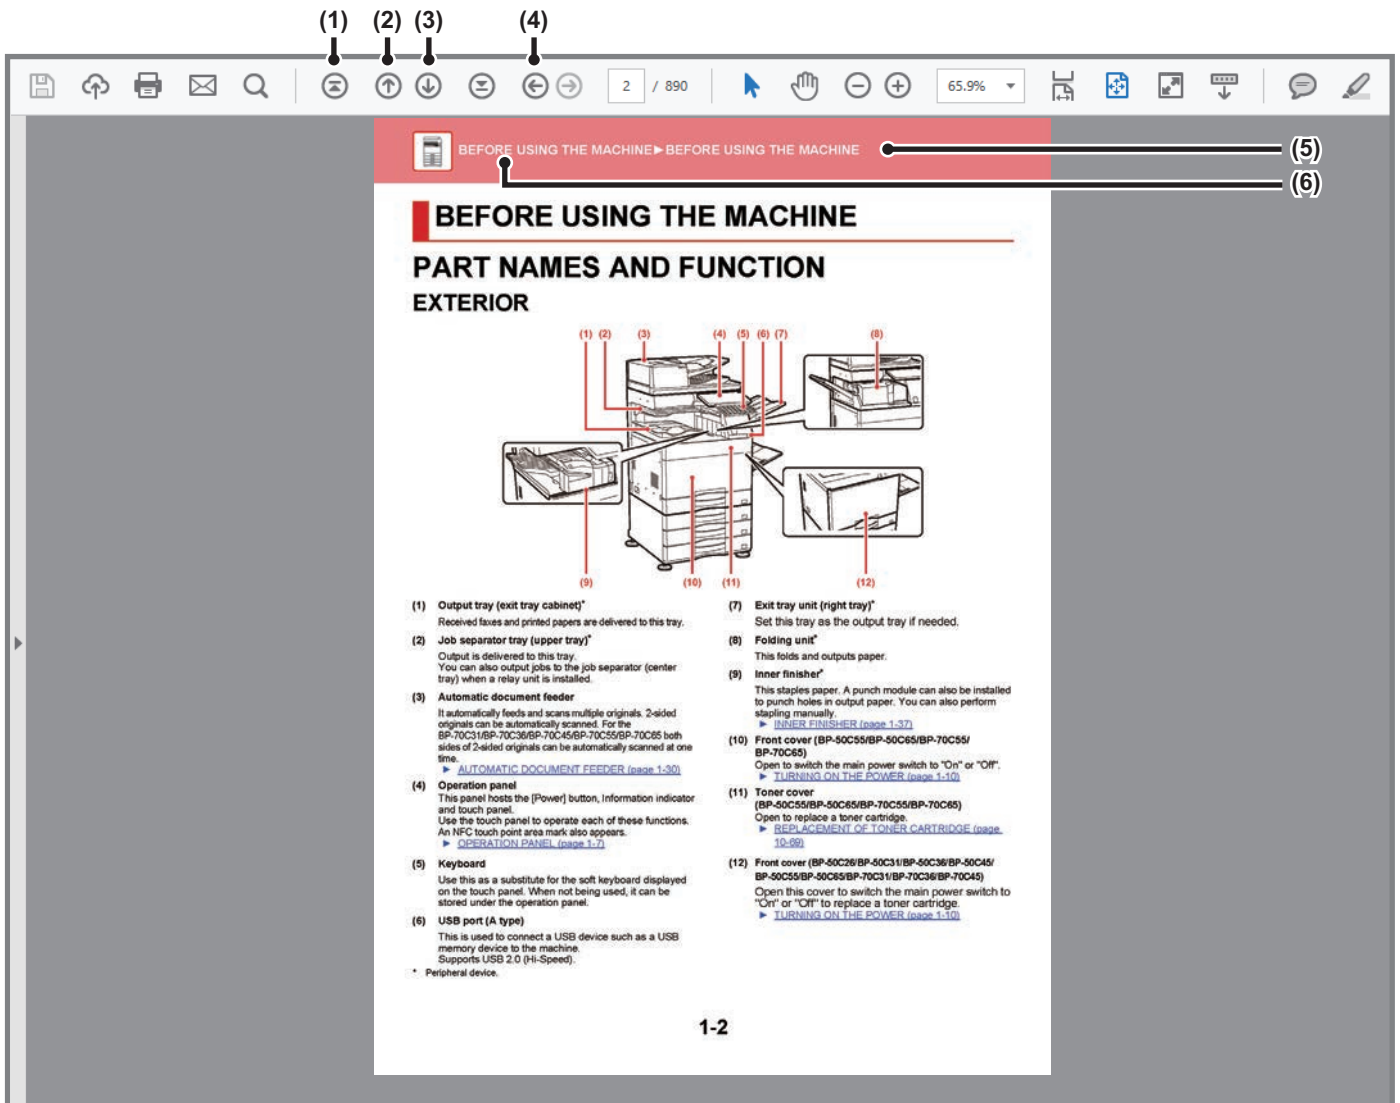 (1) (2) (3) (4)
2 / 890 65.9%
BEFORE USING THE MACHINE►BEFORE USING THE MACHINE
(5)
(6)
BEFORE USING THE MACHINE
PART NAMES AND FUNCTION
EXTERIOR
(1) (2) (3) (4) (5) (6) (7) (8)
(9) (10) (11) (12)
(1) Output tray (exit tray cabinet)*
Received faxes and printed papers are delivered to this tray.
(2) Job separator tray (upper tray)*
Output is delivered to this tray.
You can also output jobs to the job separator (center
tray) when a relay unit is installed.
(3) Automatic document feeder
It automatically feeds and scans multiple originals. 2-sided
originals can be automatically scanned. For the
BP-70C31/BP-70C36/BP-70C45/BP-70C55/BP-70C65 both
sides of 2-sided originals can be automatically scanned at one
time.
► AUTOMATIC DOCUMENT FEEDER (page 1-30)
(4) Operation panel
This panel hosts the [Power] button, Information indicator
and touch panel.
Use the touch panel to operate each of these functions.
An NFC touch point area mark also appears.
► OPERATION PANEL (page 1-7)
(5) Keyboard
Use this as a substitute for the soft keyboard displayed
on the touch panel. When not being used, it can be
stored under the operation panel.
(6) USB port (A type)
This is used to connect a USB device such as a USB
memory device to the machine.
Supports USB 2.0 (Hi-Speed).
* Peripheral device.
(7) Exit tray unit (right tray)*
Set this tray as the output tray if needed.
(8) Folding unit*
This folds and outputs paper.
(9) Inner finisher*
This staples paper. A punch module can also be installed
to punch holes in output paper. You can also perform
stapling manually.
► INNER FINISHER (page 1-37)
(10) Front cover (BP-50C55/BP-50C65/BP-70C55/
BP-70C65)
Open to switch the main power switch to "On" or "Off".
► TURNING ON THE POWER (page 1-10)
(11) Toner cover
(BP-50C55/BP-50C65/BP-70C55/BP-70C65)
Open to replace a toner cartridge.
► REPLACEMENT OF TONER CARTRIDGE (page
10-69)
(12) Front cover (BP-50C26/BP-50C31/BP-50C36/BP-50C45/
BP-50C55/BP-50C65/BP-70C31/BP-70C36/BP-70C45)
Open this cover to switch the main power switch to
"On" or "Off" to replace a toner cartridge.
► TURNING ON THE POWER (page 1-10)
1-2